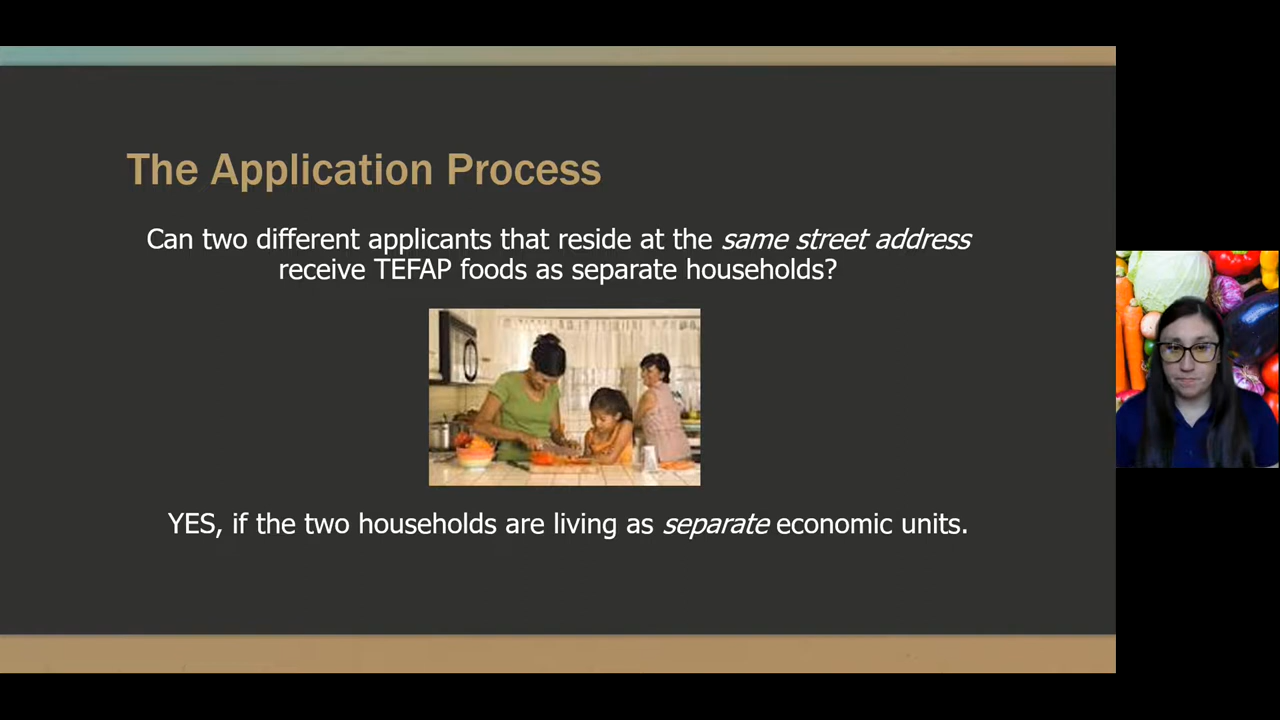 The Application Process
Can two different applicants that reside at the same street address
receive TEFAP foods as separate households?
YES, if the two households are living as separate economic units.